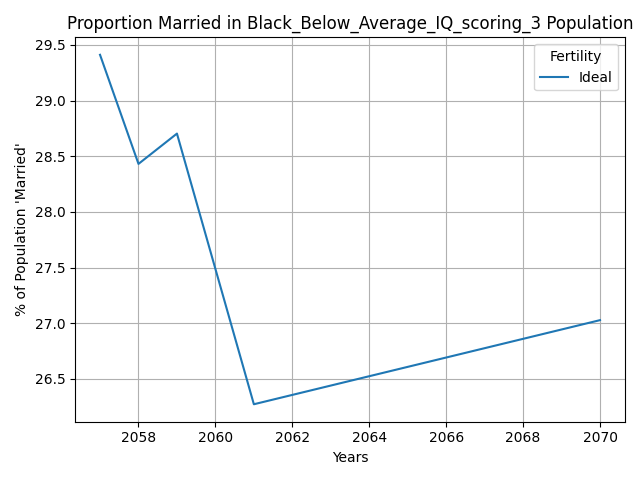 Proportion Married in Black_Below_Average_IQ_scoring_3 Population
Fertility
Ideal
% of Population 'Married'
29.5
29.0
28.5
28.0
27.5
27.0
26.5
2058 2060 2062 2064 2066 2068 2070
Years